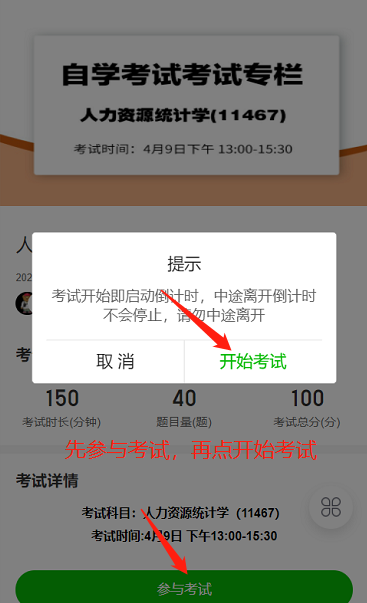 自学考试考试专栏
人力资源统计学(11467)
考试时间：4月9日下午 13:00-15:30
人
202
提示
考试开始即启动倒计时，中途离开倒计时
不会停止，请勿中途离开
取 消
开始考试
考
150
40
100
考试时长(分钟)
题目量(题)
考试总分(分)
先参与考试，再点开始考试
考试详情
考试科目：人力资源统计学（11467）
考试时间:4月9日 下午13:00-15:30
参与考试